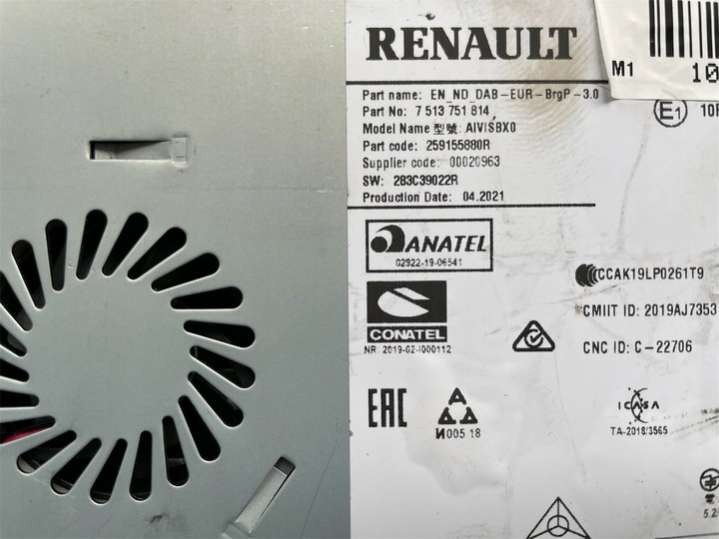 RENAULT
M1
10
Part name: EN_ND_DAB-EUR-BrgP-3.0
Part No: 7 513 751 814
Model Name 型號: AIVISBX0
Part code: 259155880R
Supplier code: 00020963
SW: 283C39022R
Production Date: 04.2021
E1
ANATEL
02922-19-06541
CCAK19LP0261T9
CMIIT ID: 2019AJ7353
CONATEL
NR: 2019-02-I000112
CNC ID: C-22706
EAC
И005 18
ICASA
TA-2018/3565